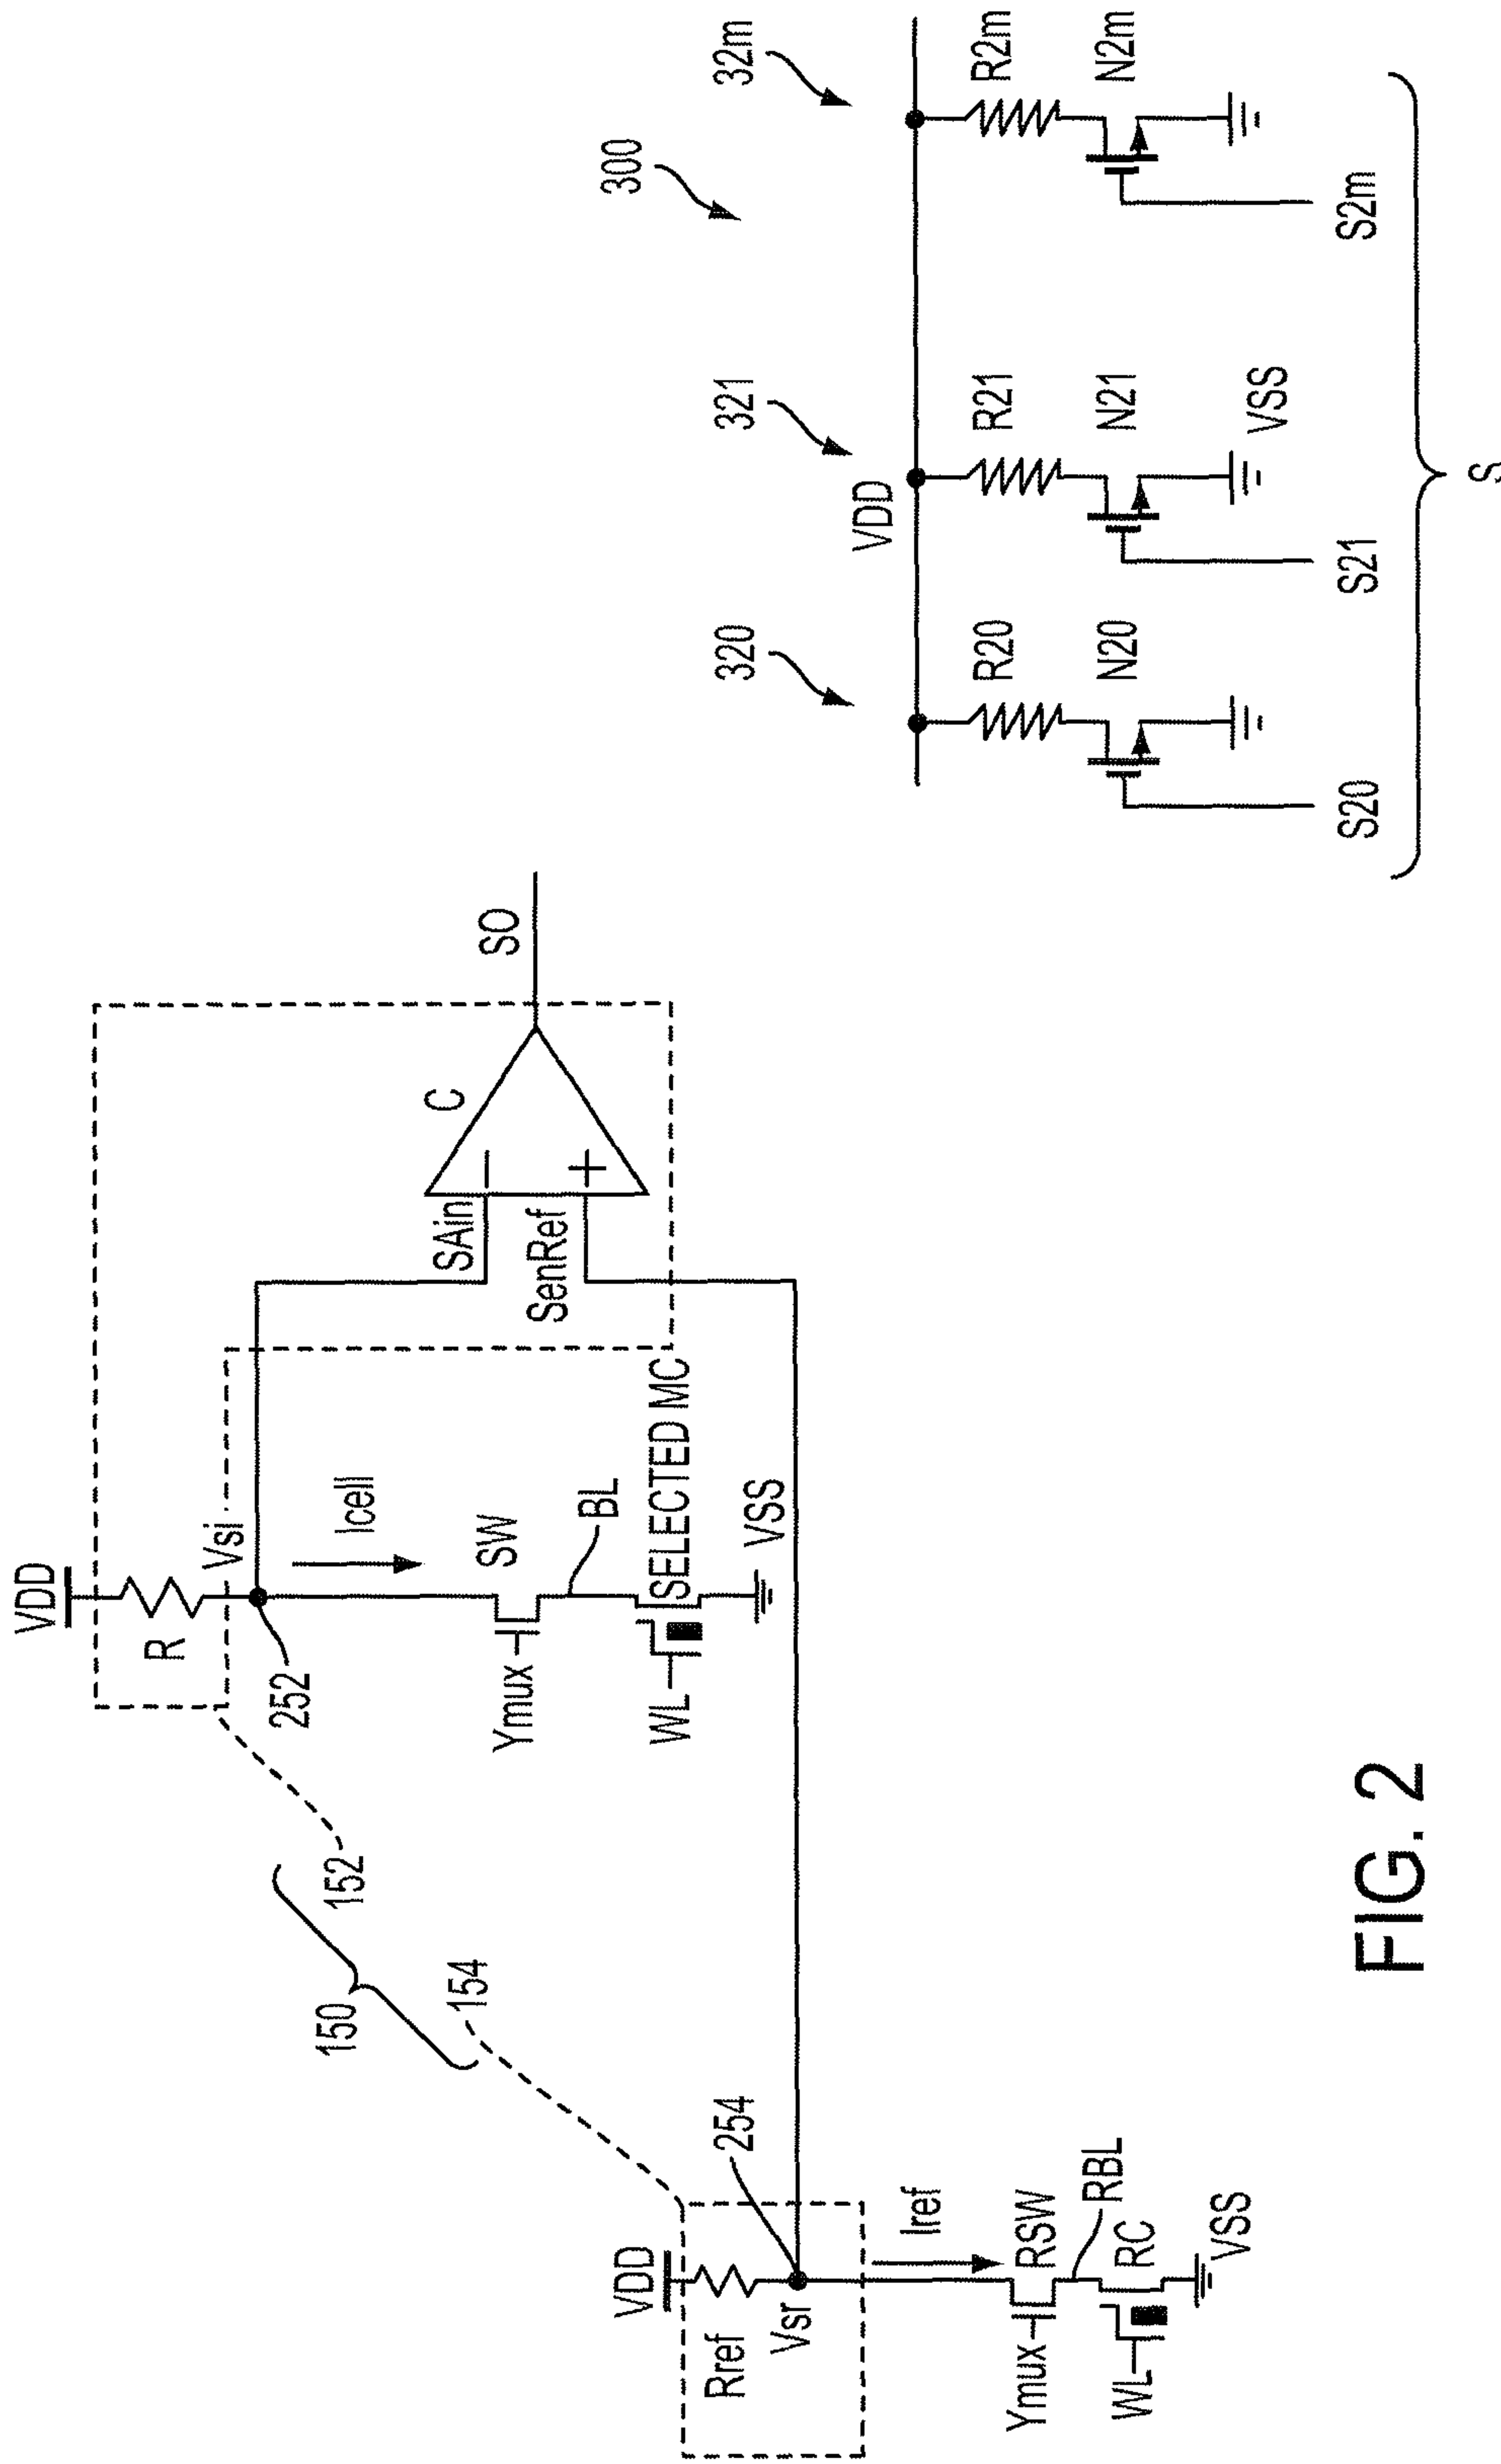 VDD
R
Vsi
252
Icell
SW
Ymux
BL
WL
SELECTED MC
VSS
SAin
SenRef
C
SO
150
152
154
VDD
Rref
Vsr
254
Iref
RSW
Ymux
RBL
RC
WL
VSS
300
320
321
32m
VDD
R20
R21
R2m
N20
N21
N2m
VSS
S20
S21
S2m
S
FIG. 2